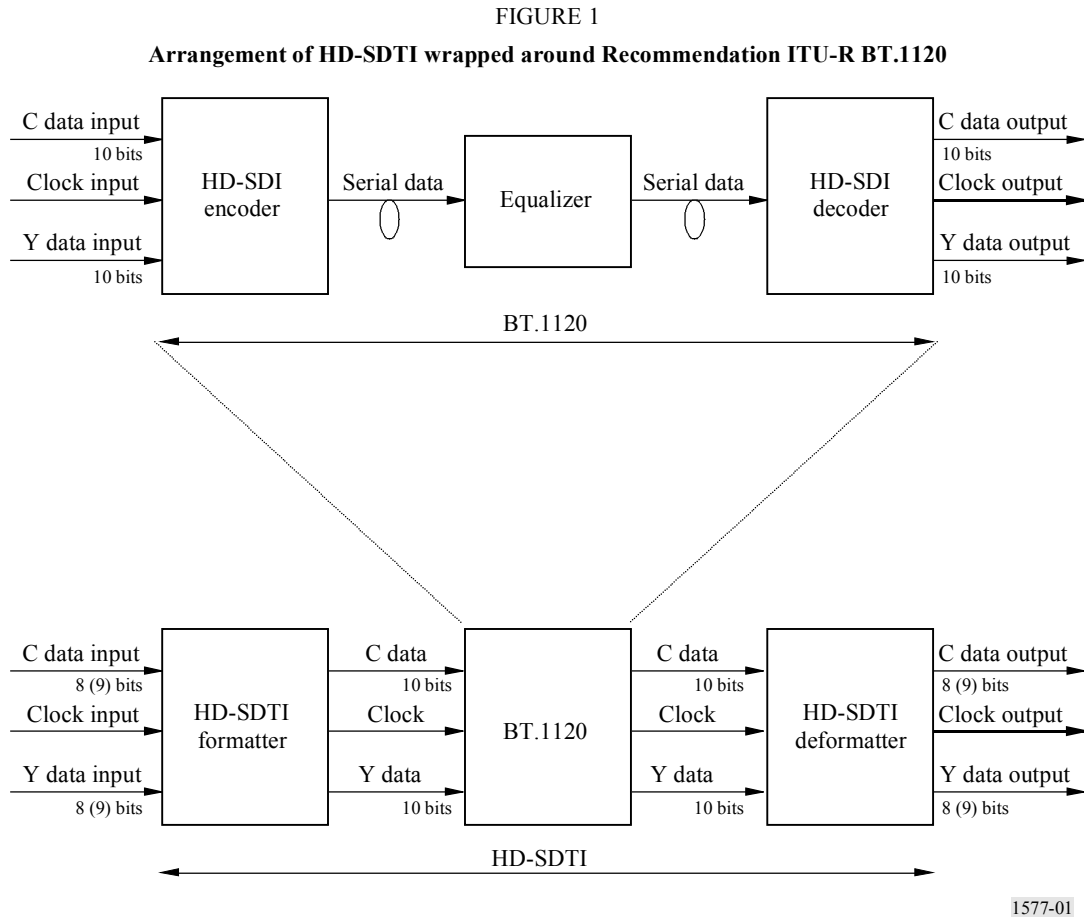 FIGURE 1
Arrangement of HD-SDTI wrapped around Recommendation ITU-R BT.1120
C data input
10 bits
Clock input
Y data input
10 bits
HD-SDI
encoder
Serial data
Equalizer
Serial data
HD-SDI
decoder
C data output
10 bits
Clock output
Y data output
10 bits
BT.1120
C data input
8 (9) bits
Clock input
Y data input
8 (9) bits
HD-SDTI
formatter
C data
10 bits
Clock
Y data
10 bits
BT.1120
C data
10 bits
Clock
Y data
10 bits
HD-SDTI
deformatter
C data output
8 (9) bits
Clock output
Y data output
8 (9) bits
HD-SDTI
1577-01